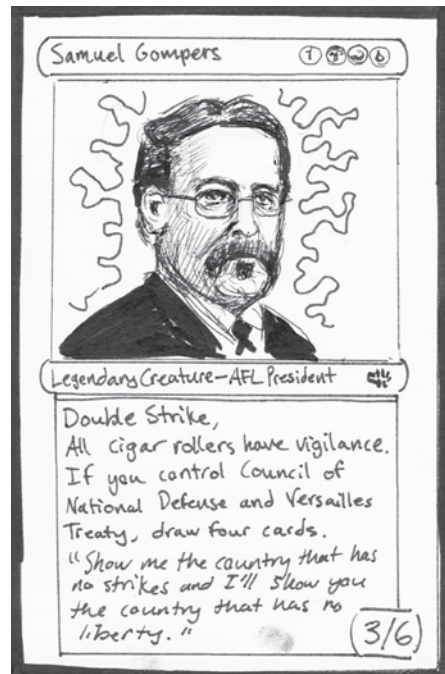 Samuel Gompers 1
Legendary Creature-AFL President
Double Strike,
All cigar rollers have vigilance.
If you control Council of
National Defense and Versailles
Treaty, draw four cards.
"Show me the country that has
no strikes and I'll show you
the country that has no
liberty."
(3/6)